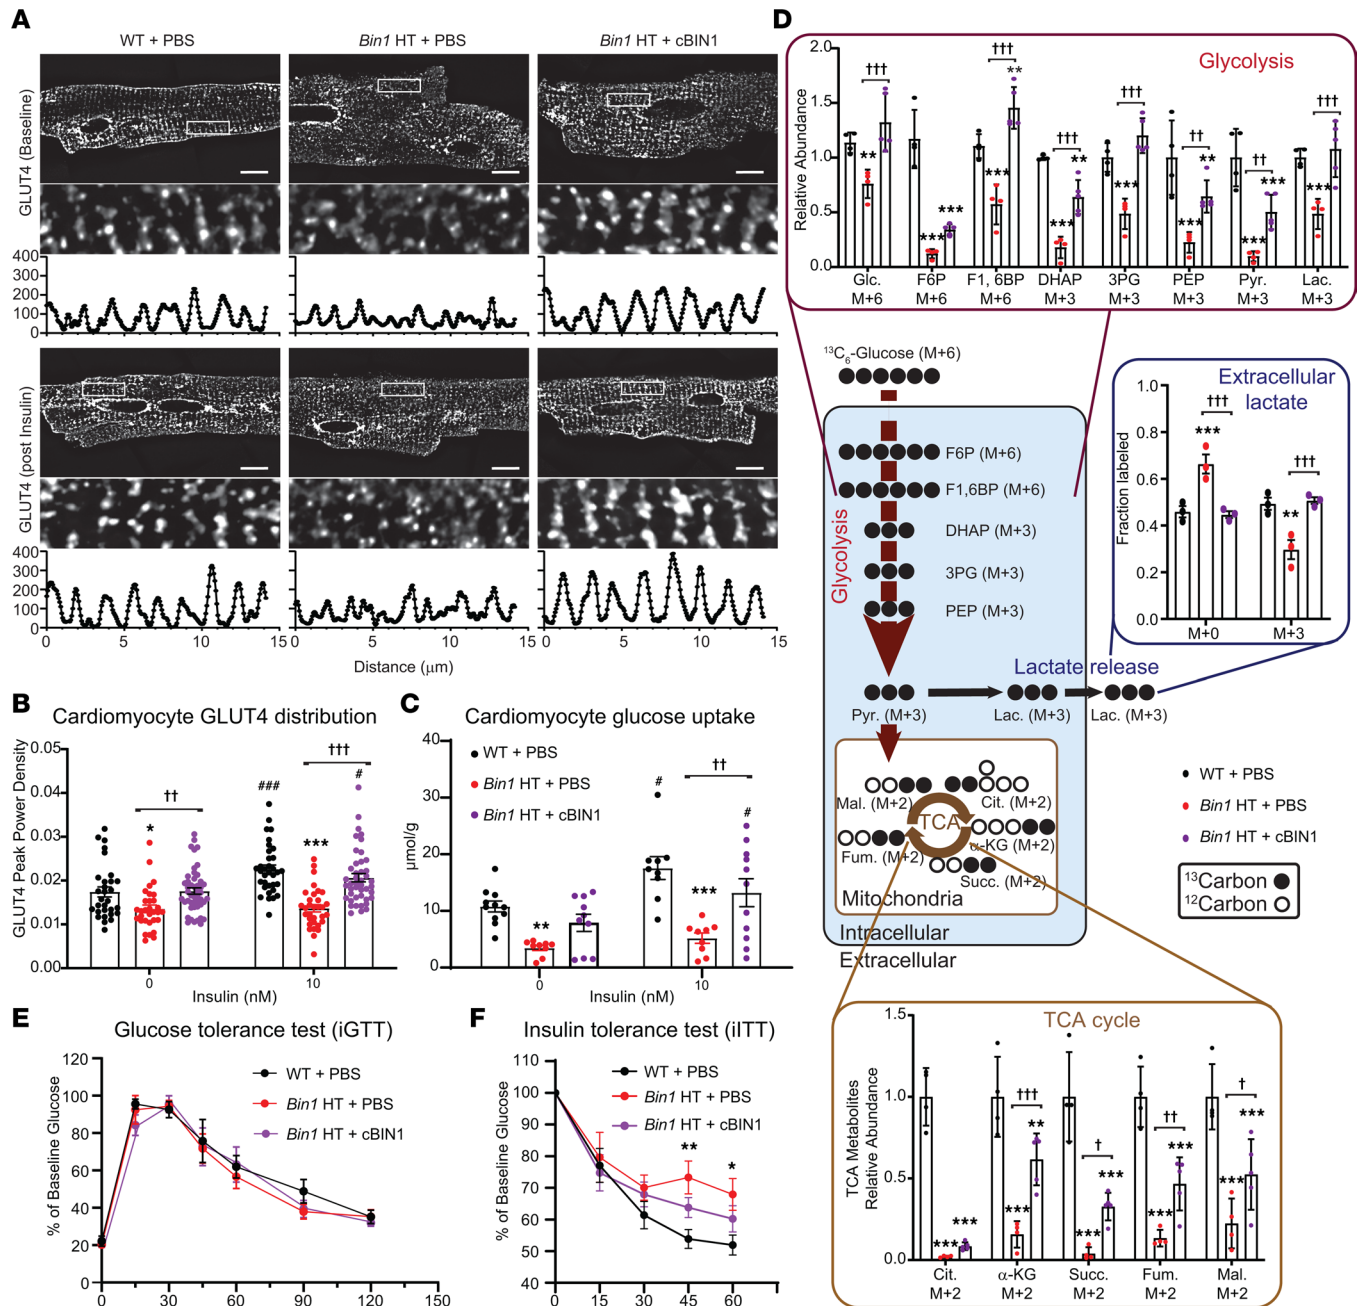 A
WT + PBS
Bin1 HT + PBS
Bin1 HT + cBIN1
GLUT4 (Baseline)
400
300
200
100
0
GLUT4 (post Insulin)
400
300
200
100
0
0 5 10 15 0 5 10 15 0 5 10 15
Distance (μm)
B
Cardiomyocyte GLUT4 distribution
GLUT4 Peak Power Density
0.05
0.04
0.03
0.02
0.01
0.00
*
††
###
***
†††
#
0 10
Insulin (nM)
C
Cardiomyocyte glucose uptake
μmol/g
40
30
20
10
0
WT + PBS
Bin1 HT + PBS
Bin1 HT + cBIN1
**
#
***
††
#
0 10
Insulin (nM)
D
Glycolysis
Relative Abundance
2.0
1.5
1.0
0.5
0.0
††† ††† ††† ††† †† †† †††
** *** *** *** ** *** ** *** *** ** *** *** ***
Glc. F6P F1, 6BP DHAP 3PG PEP Pyr. Lac.
M+6 M+6 M+6 M+3 M+3 M+3 M+3 M+3
13C6-Glucose (M+6)
F6P (M+6)
F1,6BP (M+6)
DHAP (M+3)
3PG (M+3)
PEP (M+3)
Glycolysis
Lactate release
Pyr. (M+3)
Lac. (M+3)
Lac. (M+3)
Mal. (M+2)
Cit. (M+2)
TCA
Fum. (M+2)
α-KG (M+2)
Succ. (M+2)
Mitochondria
Intracellular
Extracellular
Extracellular
lactate
Fraction labeled
1.0
0.8
0.6
0.4
0.2
0.0
***
†††
**
†††
M+0 M+3
WT + PBS
Bin1 HT + PBS
Bin1 HT + cBIN1
13Carbon
12Carbon
TCA cycle
TCA Metabolites
Relative Abundance
1.5
1.0
0.5
0.0
††† † †† †
*** *** *** ** *** *** *** *** *** ***
Cit. α-KG Succ. Fum. Mal.
M+2 M+2 M+2 M+2 M+2
E
Glucose tolerance test (iGTT)
% of Baseline Glucose
120
100
80
60
40
20
0
WT + PBS
Bin1 HT + PBS
Bin1 HT + cBIN1
0 30 60 90 120 150
F
Insulin tolerance test (iITT)
% of Baseline Glucose
110
100
90
80
70
60
50
40
WT + PBS
Bin1 HT + PBS
Bin1 HT + cBIN1
**
*
0 15 30 45 60